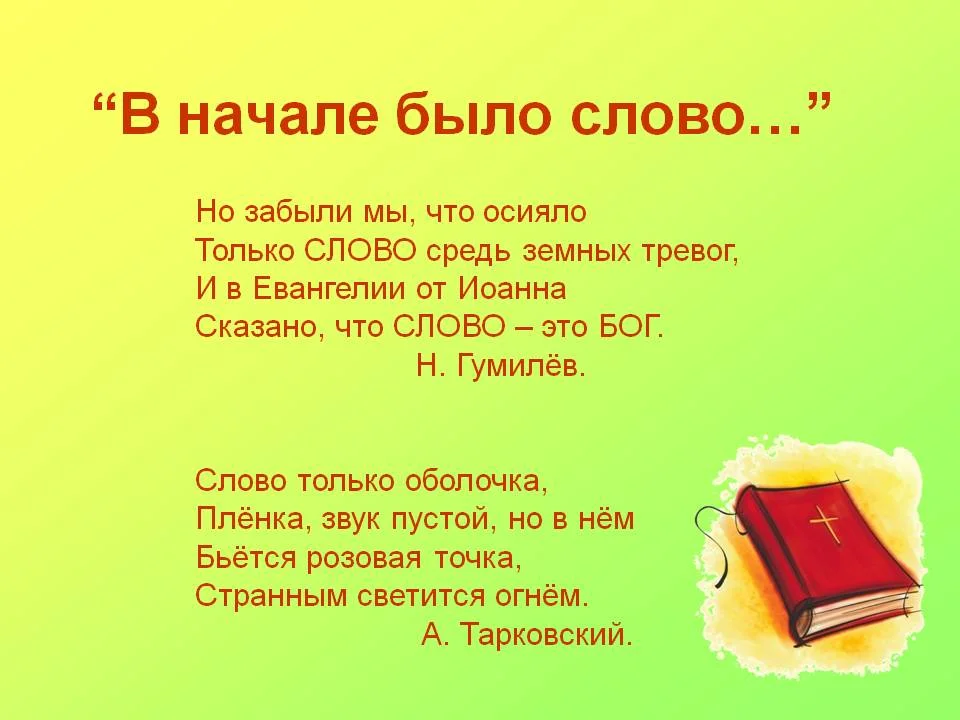 “В начале было слово…”
Но забыли мы, что осияло
Только СЛОВО средь земных тревог,
И в Евангелии от Иоанна
Сказано, что СЛОВО – это БОГ.
Н. Гумилёв.
Слово только оболочка,
Плёнка, звук пустой, но в нём
Бьётся розовая точка,
Странным светится огнём.
А. Тарковский.